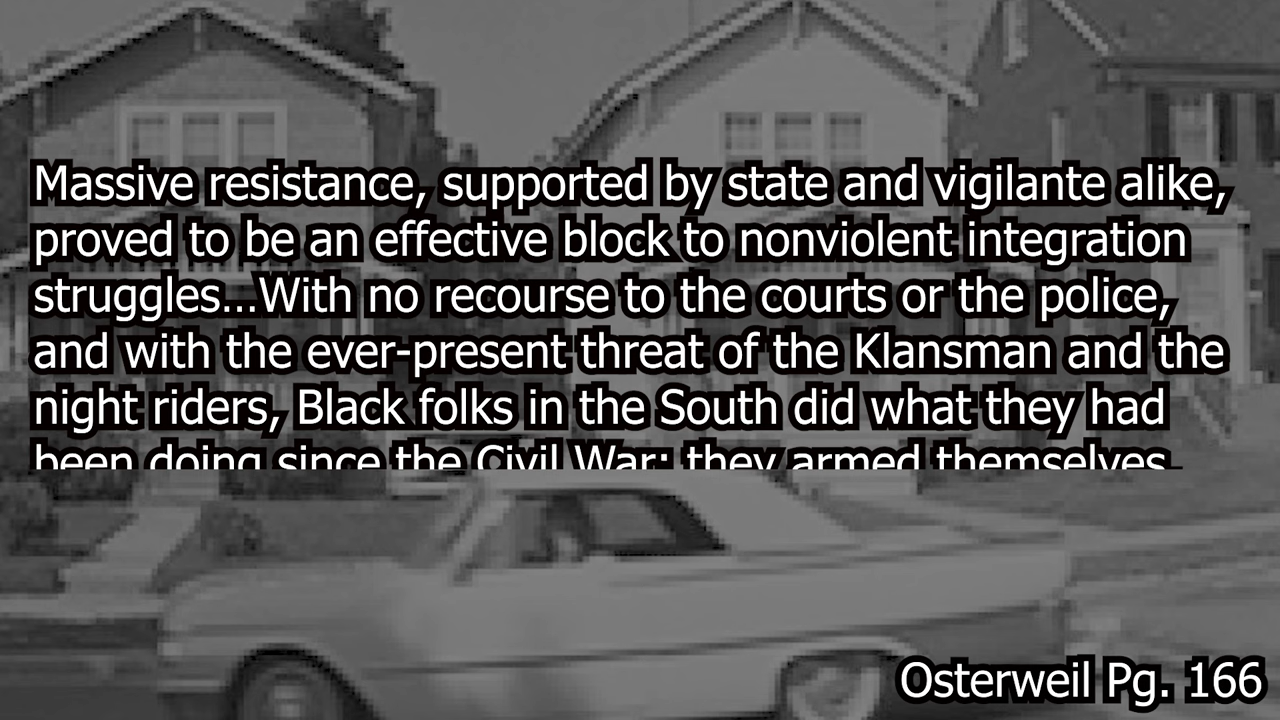 Massive resistance, supported by state and vigilante alike,
proved to be an effective block to nonviolent integration
struggles...With no recourse to the courts or the police,
and with the ever-present threat of the Klansman and the
night riders, Black folks in the South did what they had
been doing since the Civil War: they armed themselves.
Osterweil Pg. 166